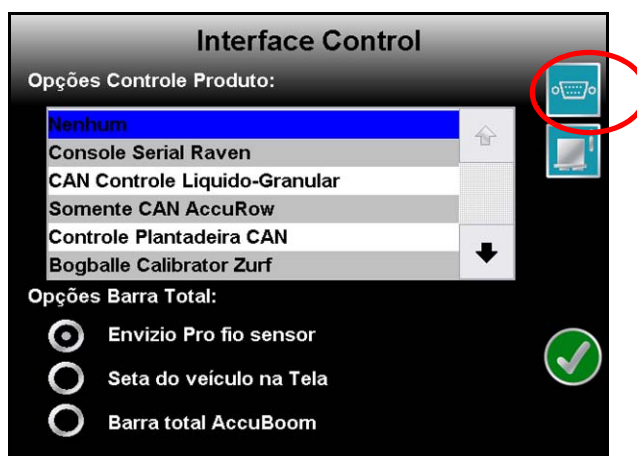 Interface Control
Opções Controle Produto:
Nenhum
Console Serial Raven
CAN Controle Liquido-Granular
Somente CAN AccuRow
Controle Plantadeira CAN
Bogballe Calibrator Zurf
Opções Barra Total:
Envizio Pro fio sensor
Seta do veículo na Tela
Barra total AccuBoom